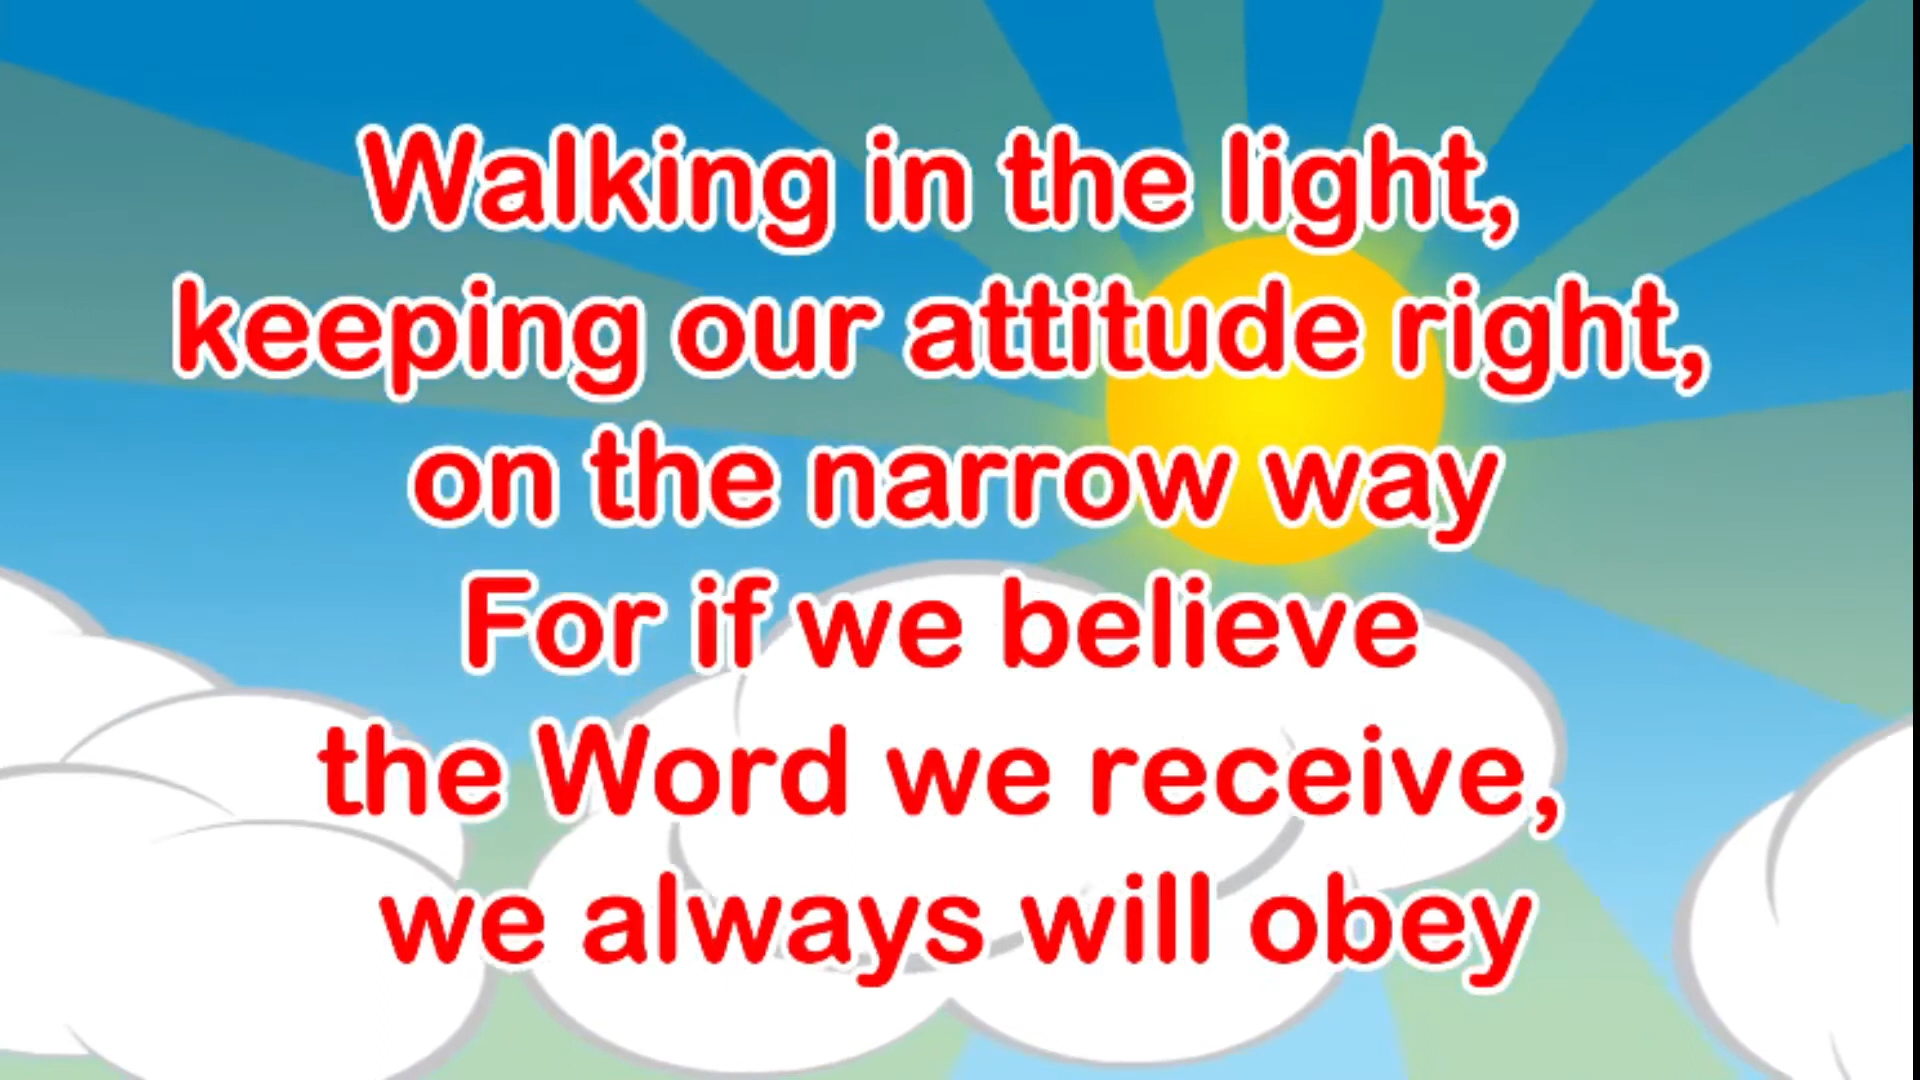 Walking in the light,
keeping our attitude right,
on the narrow way
For if we believe
the Word we receive,
we always will obey